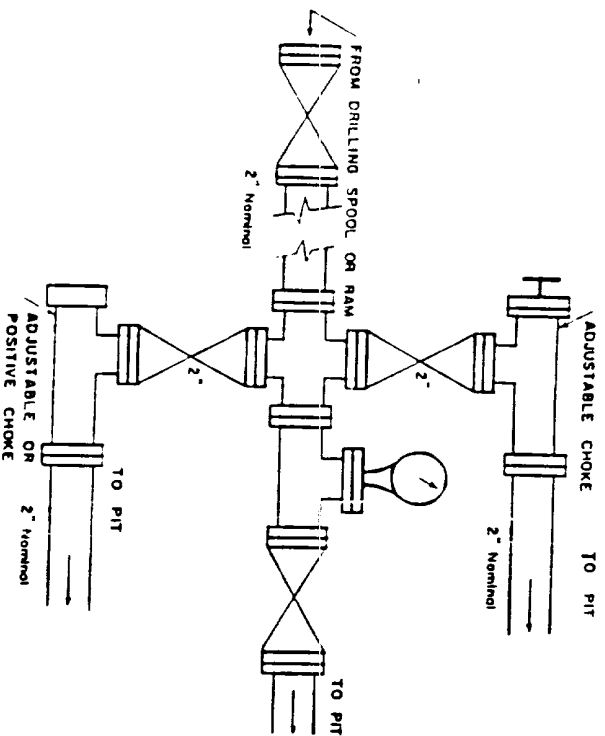 ADJUSTABLE CHOKE
TO PIT
2" Nominal
2"
FROM DRILLING SPOOL OR RAM
2" Nominal
TO PIT
2"
ADJUSTABLE OR
POSITIVE CHOKE
TO PIT
2" Nominal